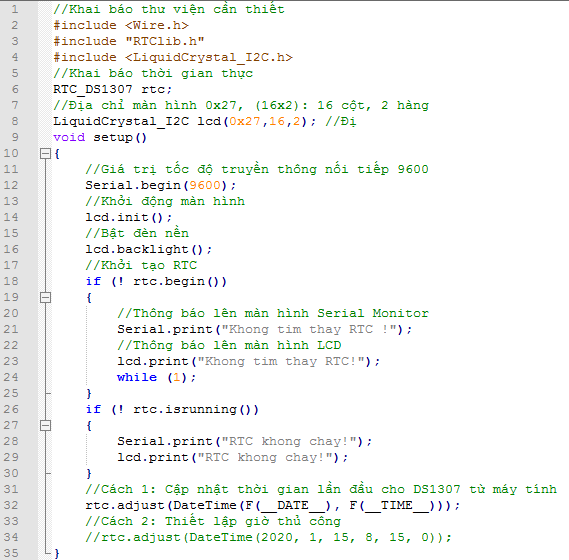 1 //Khai báo thư viện cần thiết
2 #include <Wire.h>
3 #include "RTClib.h"
4 #include <LiquidCrystal_I2C.h>
5 //Khai báo thời gian thực
6 RTC_DS1307 rtc;
7 //Địa chỉ màn hình 0x27, (16x2): 16 cột, 2 hàng
8 LiquidCrystal_I2C lcd(0x27,16,2); //Đị
9 void setup()
10 {
11 //Giá trị tốc độ truyền thông nối tiếp 9600
12 Serial.begin(9600);
13 //Khởi động màn hình
14 lcd.init();
15 //Bật đèn nền
16 lcd.backlight();
17 //Khởi tạo RTC
18 if (! rtc.begin())
19 {
20 //Thông báo lên màn hình Serial Monitor
21 Serial.print("Khong tim thay RTC !");
22 //Thông báo lên màn hình LCD
23 lcd.print("Khong tim thay RTC!");
24 while (1);
25 }
26 if (! rtc.isrunning())
27 {
28 Serial.print("RTC khong chay!");
29 lcd.print("RTC khong chay!");
30 }
31 //Cách 1: Cập nhật thời gian lần đầu cho DS1307 từ máy tính
32 rtc.adjust(DateTime(F(__DATE__), F(__TIME__)));
33 //Cách 2: Thiết lập giờ thủ công
34 //rtc.adjust(DateTime(2020, 1, 15, 8, 15, 0));
35 }